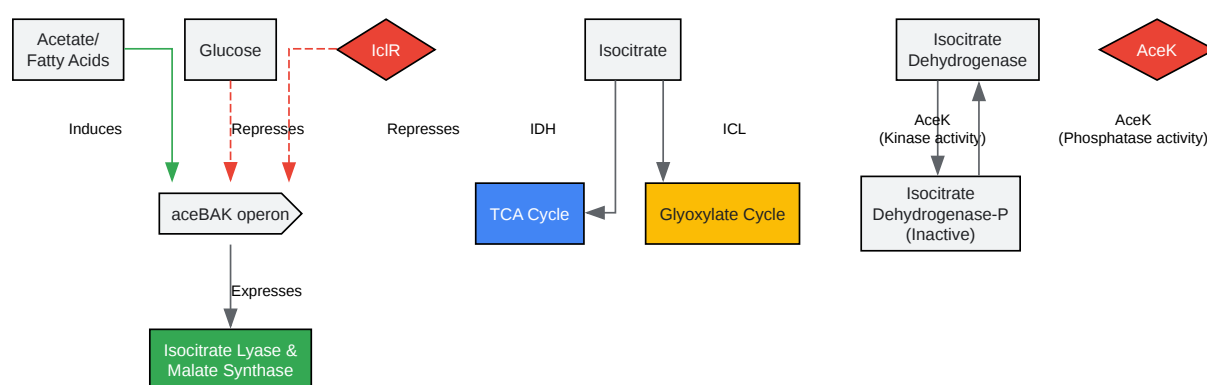 Acetate/
Fatty Acids
Glucose
IclR
Isocitrate
Isocitrate
Dehydrogenase
AceK
Induces
Represses
Represses
IDH
ICL
AceK
(Kinase activity)
AceK
(Phosphatase activity)
aceBAK operon
TCA Cycle
Glyoxylate Cycle
Isocitrate
Dehydrogenase-P
(Inactive)
Expresses
Isocitrate Lyase &
Malate Synthase